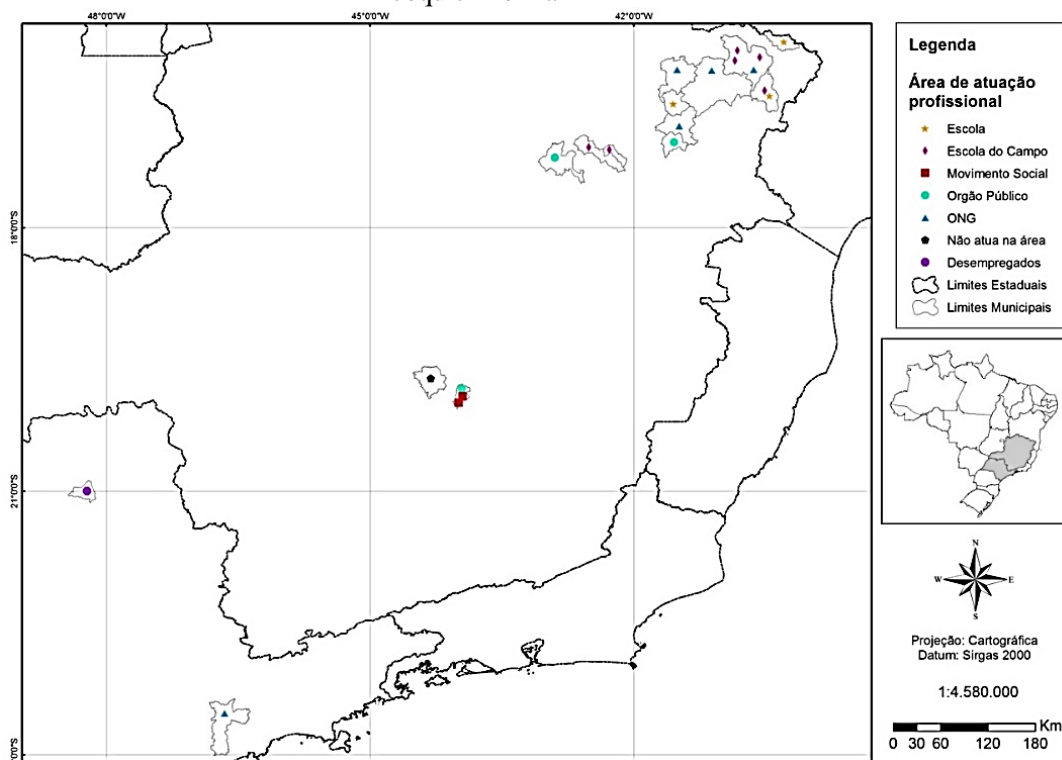 48°0'0"W
45°0'0"W
42°0'0"W
18°0'0"S
21°0'0"S
Legenda
Área de atuação
profissional
Escola
Escola do Campo
Movimento Social
Orgão Público
ONG
Não atua na área
Desempregados
Limites Estaduais
Limites Municipais
N
W
E
S
Projeção: Cartográfica
Datum: Sirgas 2000
1:4.580.000
Km
0 30 60 120 180